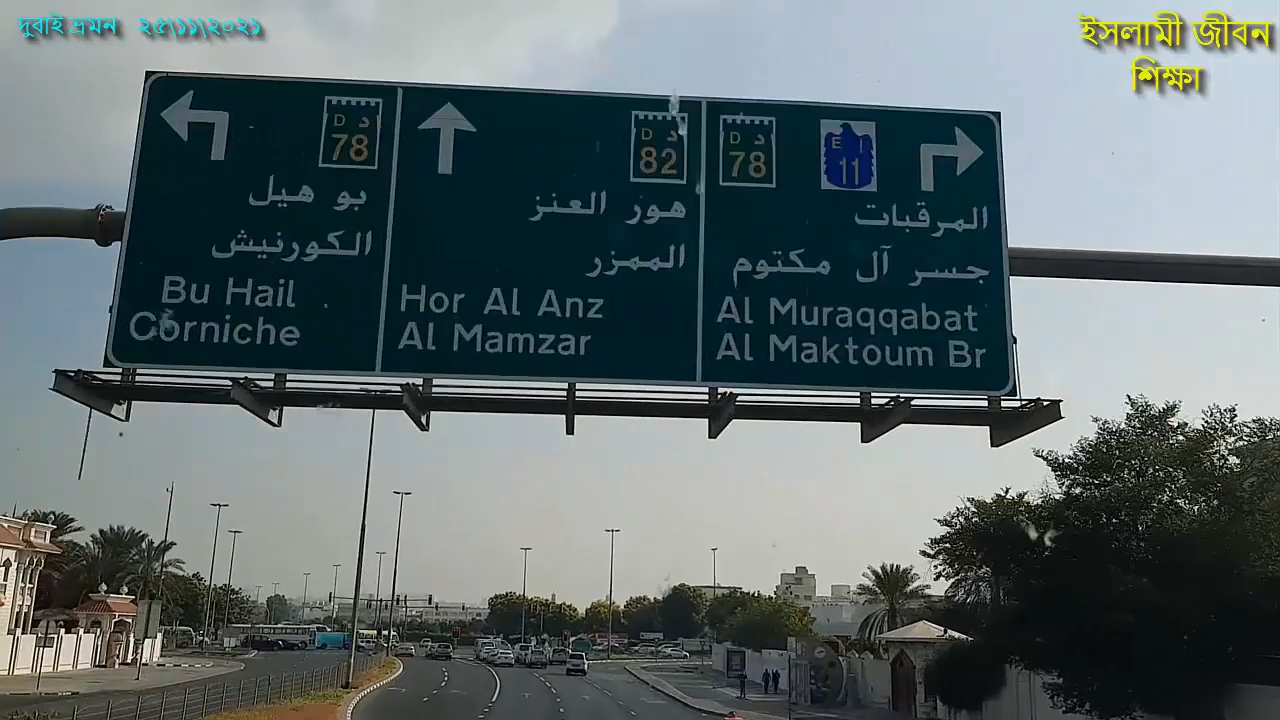 দুবাই ভ্রমন ২৫\১১\২০২১
ইসলামী জীবন
শিক্ষা
D د
78
بو هيل
الكورنيش
Bu Hail
Corniche
D د
82
هور العنز
الممزر
Hor Al Anz
Al Mamzar
D د
78
E ا
11
المرقبات
جسر آل مكتوم
Al Muraqqabat
Al Maktoum Br